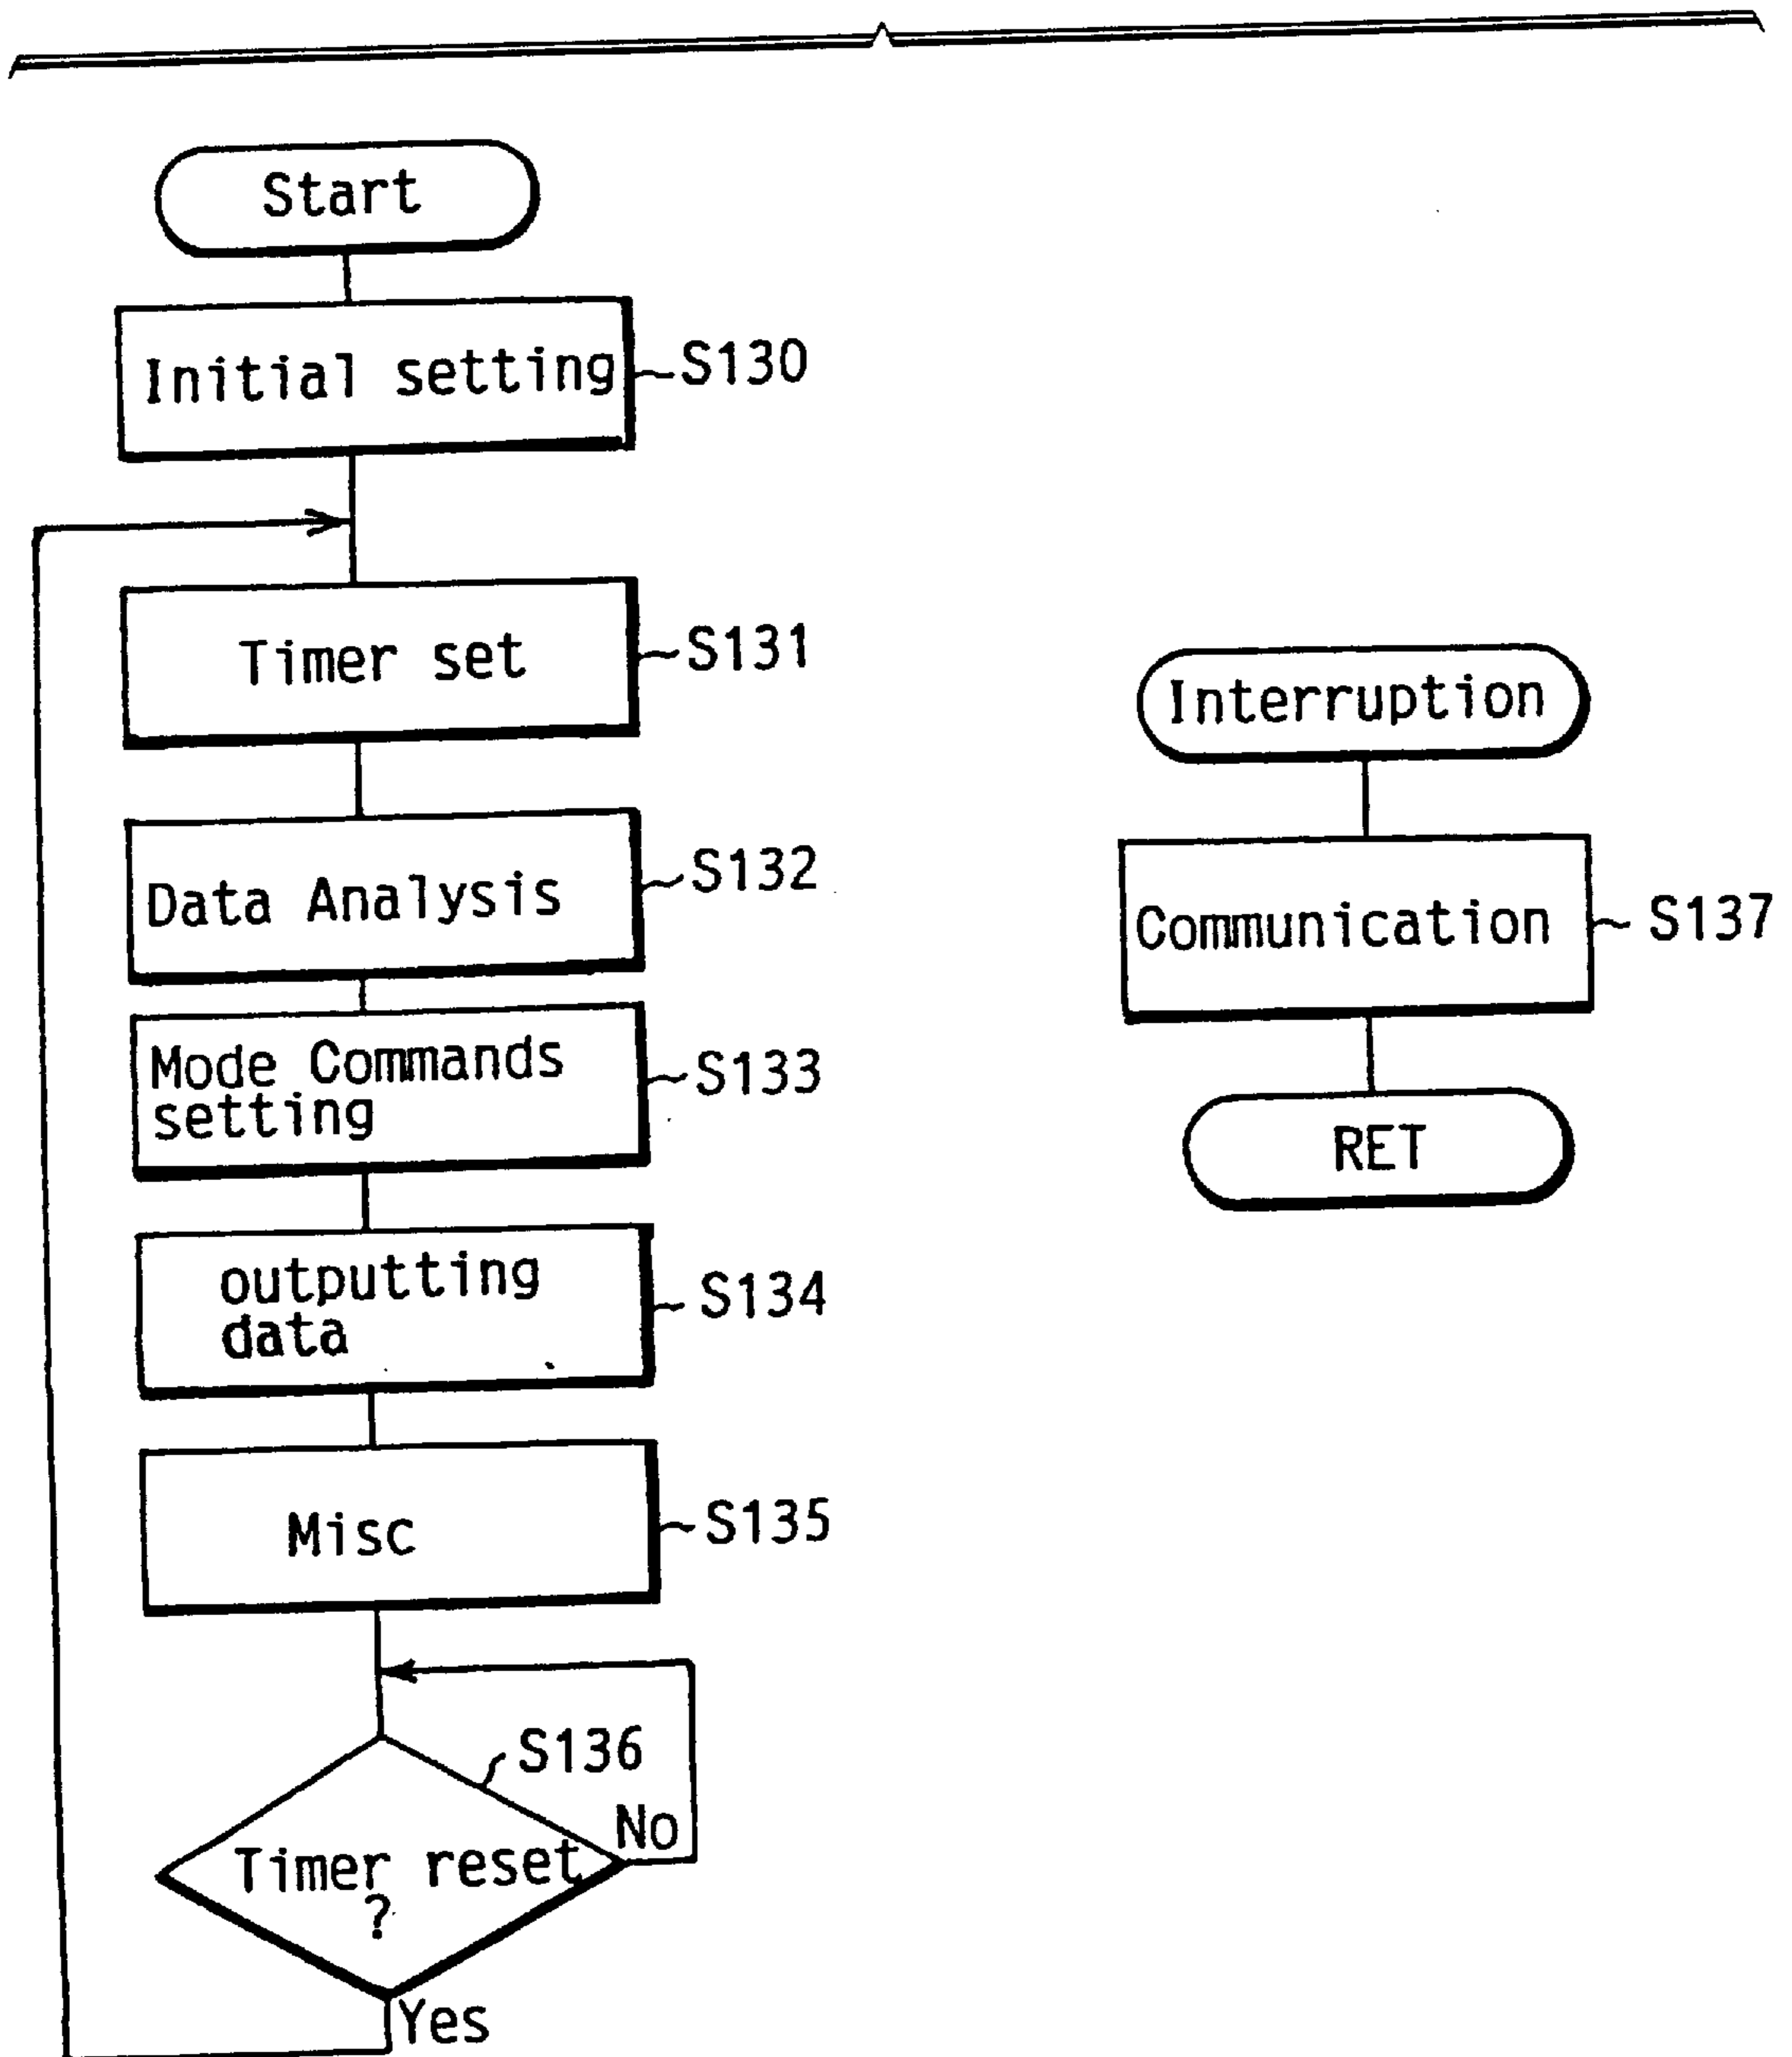 Start
Initial setting
S130
Timer set
S131
Data Analysis
S132
Mode Commands
setting
S133
outputting
data
S134
Misc
S135
S136
No
Timer reset
?
Yes
Interruption
Communication
S137
RET